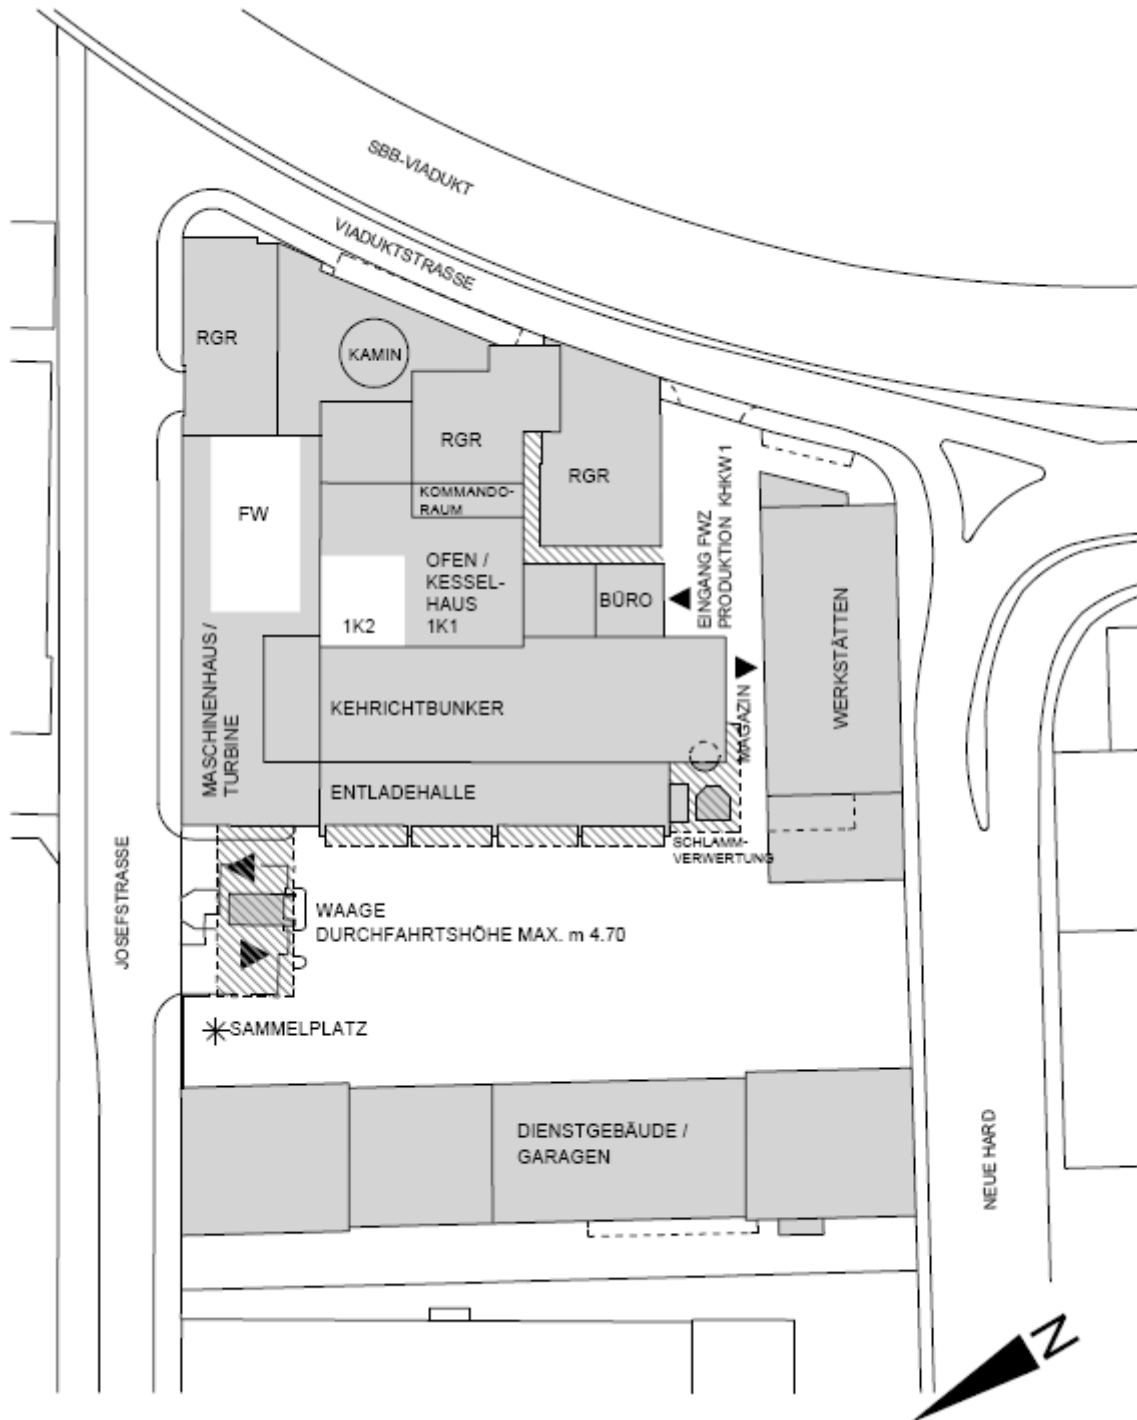 SBB-VIADUKT
VIADUKTSTRASSE
RGR
KAMIN
RGR
KOMMANDO-
RAUM
RGR
FW
OFEN /
KESSEL-
HAUS
1K1
1K2
BÜRO
EINGANG FWZ
PRODUKTION KHKW1
WERKSTÄTTEN
MAGAZIN
MASCHINENHAUS /
TURBINE
KEHRICHTBUNKER
ENTLADEHALLE
SCHLAMM-
VERWERTUNG
JOSEFSTRASSE
WAAGE
DURCHFAHRTSHÖHE MAX. m 4.70
SAMMELPLATZ
DIENSTGEBÄUDE /
GARAGEN
NEUE HARD
N